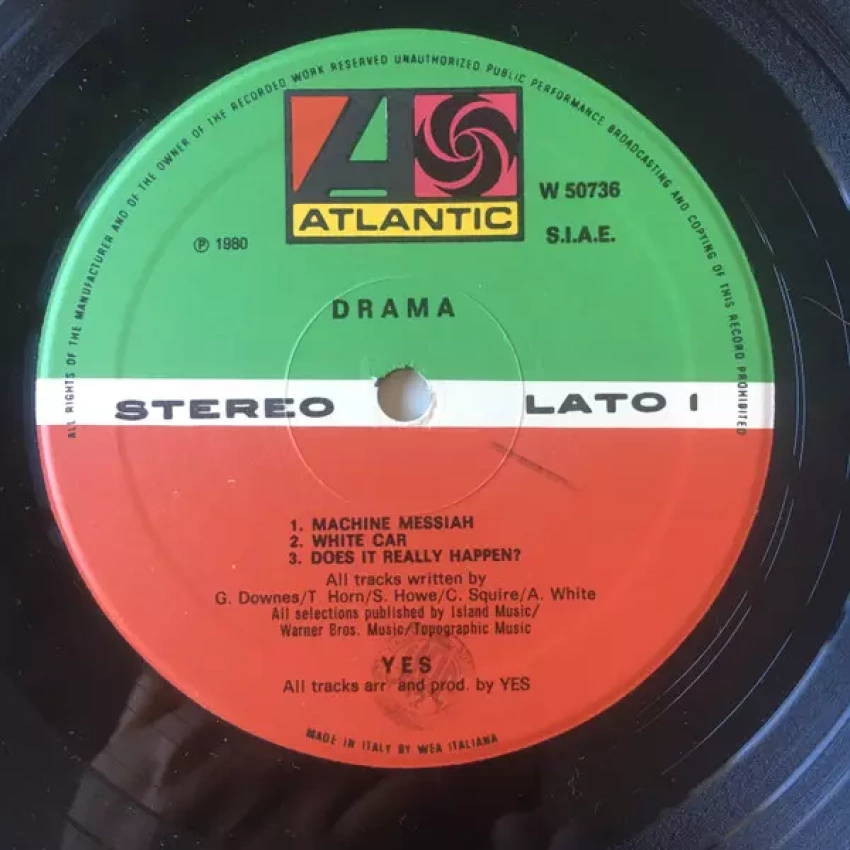 ALL RIGHTS OF THE MANUFACTURER AND OF THE OWNER OF THE RECORDED WORK RESERVED UNAUTHORIZED PUBLIC PERFORMANCE BROADCASTING AND COPYING OF THIS RECORD PROHIBITED
ATLANTIC
W 50736
S.I.A.E.
℗ 1980
DRAMA
STEREO LATO 1
1. MACHINE MESSIAH
2. WHITE CAR
3. DOES IT REALLY HAPPEN?
All tracks written by
G. Downes/T. Horn/S. Howe/C. Squire/A. White
All selections published by Island Music/
Warner Bros. Music/Topographic Music
YES
All tracks arr. and prod. by YES
MADE IN ITALY BY WEA ITALIANA